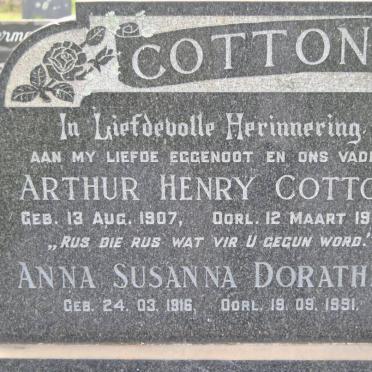 COTTON
In Liefdevolle Herinnering.
AAN MY LIEFDE EGGENOOT EN ONS VADE
ARTHUR HENRY COTTO
GEB. 13 AUG. 1907, OORL. 12 MAART 19
„RUS DIE RUS WAT VIR U GEGUN WORD."
ANNA SUSANNA DORATH
GEB. 24. 03. 1916, OORL. 19. 09. 1991.